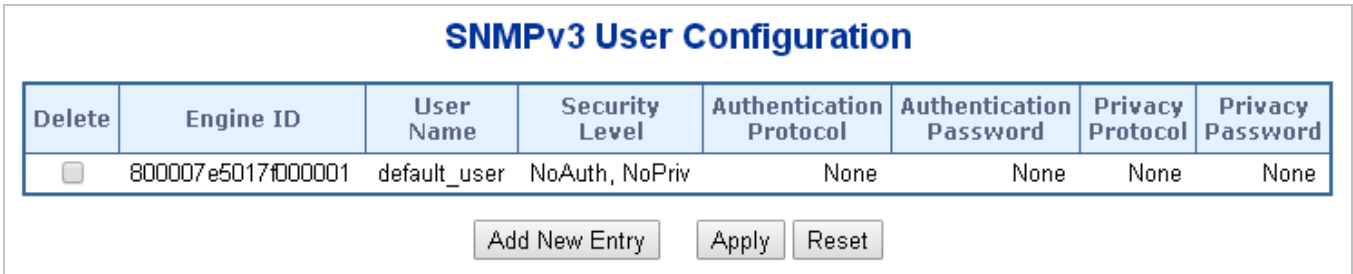 SNMPv3 User Configuration
Delete Engine ID User Name Security Level Authentication Protocol Authentication Password Privacy Protocol Privacy Password
800007e5017f000001 default_user NoAuth, NoPriv None None None None
Add New Entry Apply Reset